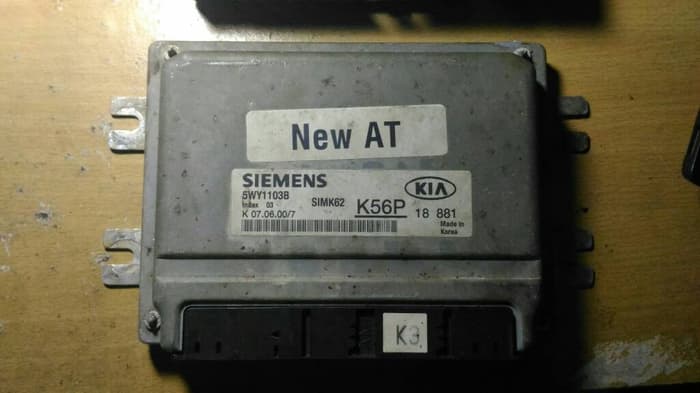 New AT
SIEMENS
5WY1103B
Index 03
SIMK62
K 07.06.00/7
K56P
KIA
18 881
Made in
Korea
K3